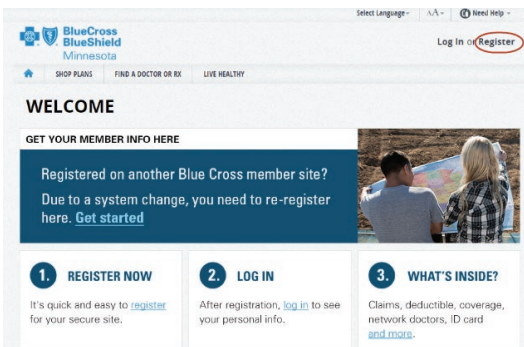 Select Language AA Need Help
BlueCross
BlueShield
Minnesota
Log In or Register
SHOP PLANS FIND A DOCTOR OR RX LIVE HEALTHY
WELCOME
GET YOUR MEMBER INFO HERE
Registered on another Blue Cross member site?
Due to a system change, you need to re-register
here. Get started
1. REGISTER NOW
It's quick and easy to register
for your secure site.
2. LOG IN
After registration, log in to see
your personal info.
3. WHAT'S INSIDE?
Claims, deductible, coverage,
network doctors, ID card
and more.